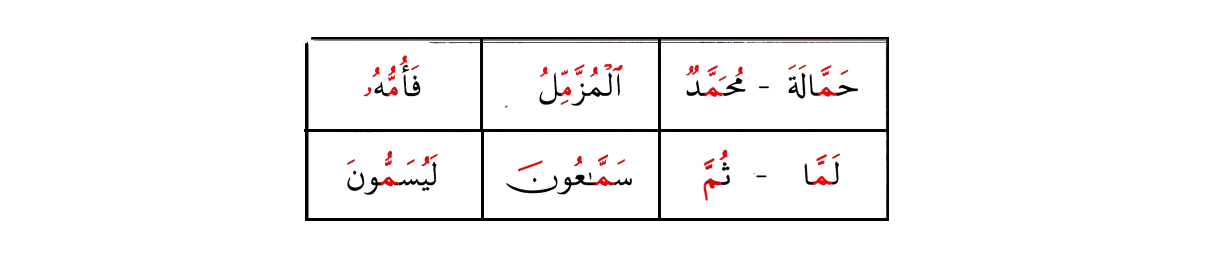 حَمَّالَةَ - مُحَمَّدٌ ٱلْمُزَّمِّلُ فَأُمُّهُۥ
لَمَّا - ثُمَّ سَمَّـٰعُونَ لَيُسَمُّونَ